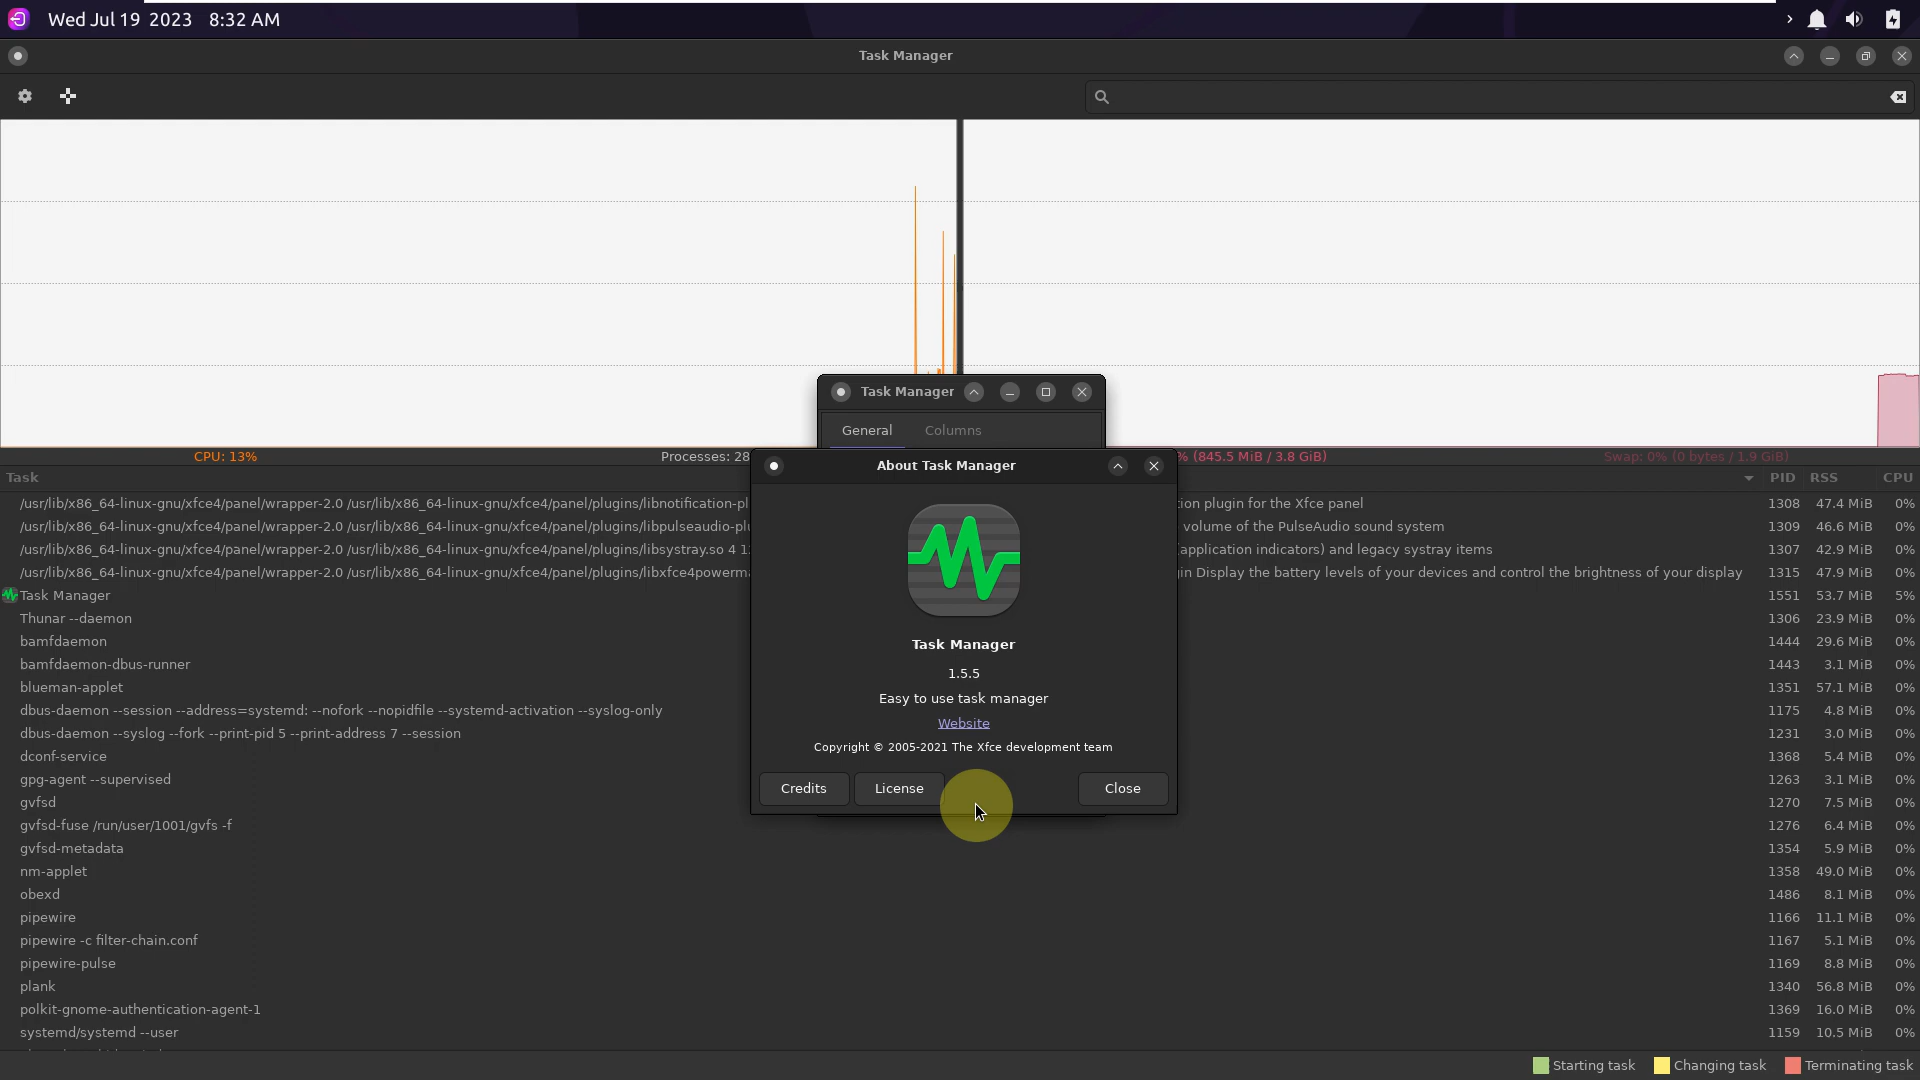 Wed Jul 19 2023 8:32 AM
Task Manager
Task Manager
General Columns
CPU: 13% Processes: 28 % (845.5 MiB / 3.8 GiB) Swap: 0% (0 bytes / 1.9 GiB)
About Task Manager
Task PID RSS CPU
/usr/lib/x86_64-linux-gnu/xfce4/panel/wrapper-2.0 /usr/lib/x86_64-linux-gnu/xfce4/panel/plugins/libnotification-pl ion plugin for the Xfce panel 1308 47.4 MiB 0%
/usr/lib/x86_64-linux-gnu/xfce4/panel/wrapper-2.0 /usr/lib/x86_64-linux-gnu/xfce4/panel/plugins/libpulseaudio-plu volume of the PulseAudio sound system 1309 46.6 MiB 0%
/usr/lib/x86_64-linux-gnu/xfce4/panel/wrapper-2.0 /usr/lib/x86_64-linux-gnu/xfce4/panel/plugins/libsystray.so 4 1 (application indicators) and legacy systray items 1307 42.9 MiB 0%
/usr/lib/x86_64-linux-gnu/xfce4/panel/wrapper-2.0 /usr/lib/x86_64-linux-gnu/xfce4/panel/plugins/libxfce4powerm in Display the battery levels of your devices and control the brightness of your display 1315 47.9 MiB 0%
Task Manager 1551 53.7 MiB 5%
Thunar --daemon 1306 23.9 MiB 0%
bamfdaemon 1444 29.6 MiB 0%
bamfdaemon-dbus-runner 1443 3.1 MiB 0%
blueman-applet 1351 57.1 MiB 0%
dbus-daemon --session --address=systemd: --nofork --nopidfile --systemd-activation --syslog-only 1175 4.8 MiB 0%
dbus-daemon --syslog --fork --print-pid 5 --print-address 7 --session 1231 3.0 MiB 0%
dconf-service 1368 5.4 MiB 0%
gpg-agent --supervised 1263 3.1 MiB 0%
gvfsd 1270 7.5 MiB 0%
gvfsd-fuse /run/user/1001/gvfs -f 1276 6.4 MiB 0%
gvfsd-metadata 1354 5.9 MiB 0%
nm-applet 1358 49.0 MiB 0%
obexd 1486 8.1 MiB 0%
pipewire 1166 11.1 MiB 0%
pipewire -c filter-chain.conf 1167 5.1 MiB 0%
pipewire-pulse 1169 8.8 MiB 0%
plank 1340 56.8 MiB 0%
polkit-gnome-authentication-agent-1 1369 16.0 MiB 0%
systemd/systemd --user 1159 10.5 MiB 0%
Task Manager
1.5.5
Easy to use task manager
Website
Copyright © 2005-2021 The Xfce development team
Credits License Close
Starting task Changing task Terminating task